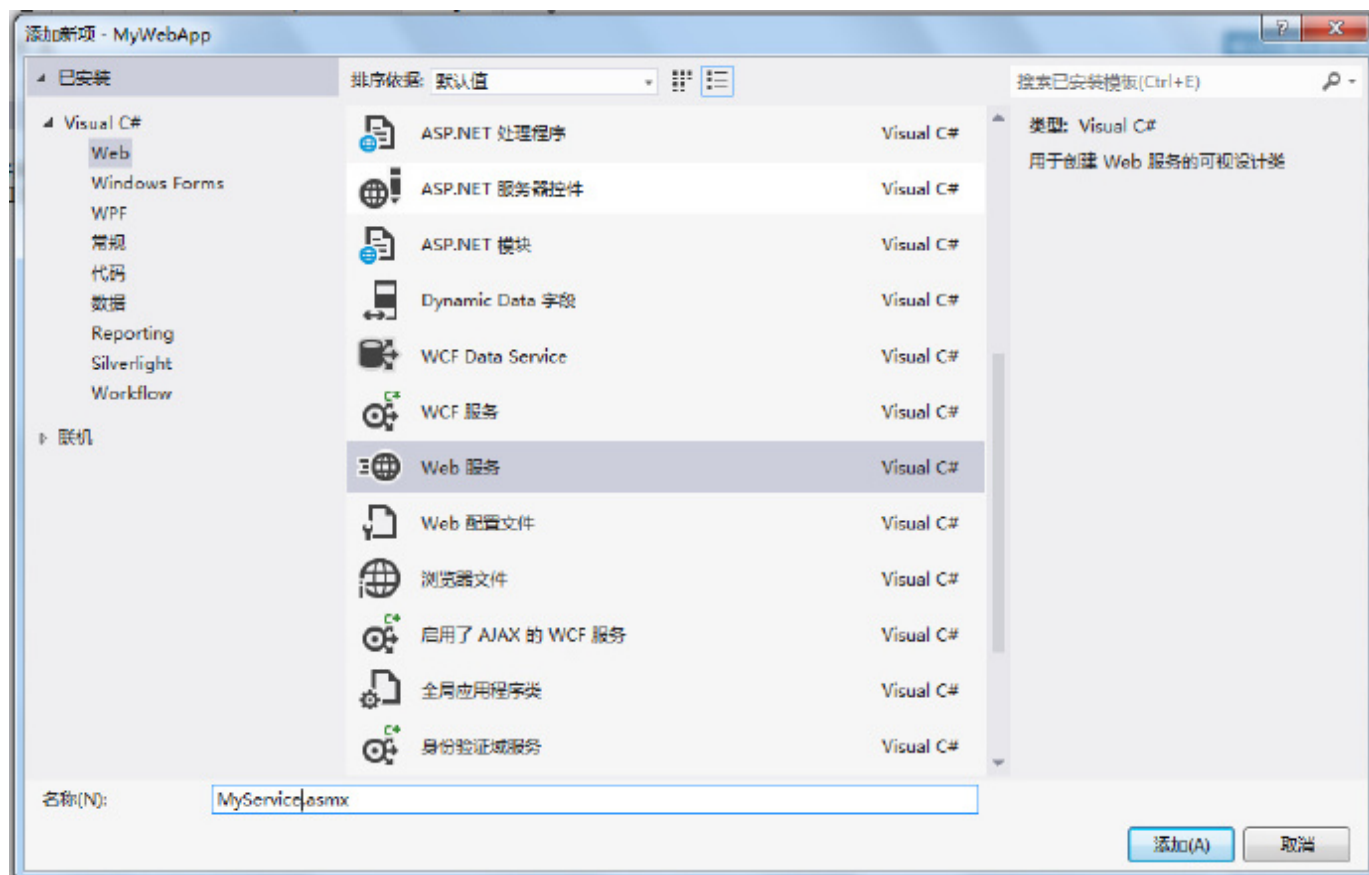 添加新项 - MyWebApp
已安装
排序依据: 默认值
搜索已安装模板(Ctrl+E)
Visual C#
Web
Windows Forms
WPF
常规
代码
数据
Reporting
Silverlight
Workflow
联机
ASP.NET 处理程序 Visual C#
ASP.NET 服务器控件 Visual C#
ASP.NET 模块 Visual C#
Dynamic Data 字段 Visual C#
WCF Data Service Visual C#
WCF 服务 Visual C#
Web 服务 Visual C#
Web 配置文件 Visual C#
浏览器文件 Visual C#
启用了 AJAX 的 WCF 服务 Visual C#
全局应用程序类 Visual C#
身份验证域服务 Visual C#
类型: Visual C#
用于创建 Web 服务的可视设计类
名称(N): MyService.asmx
添加(A) 取消